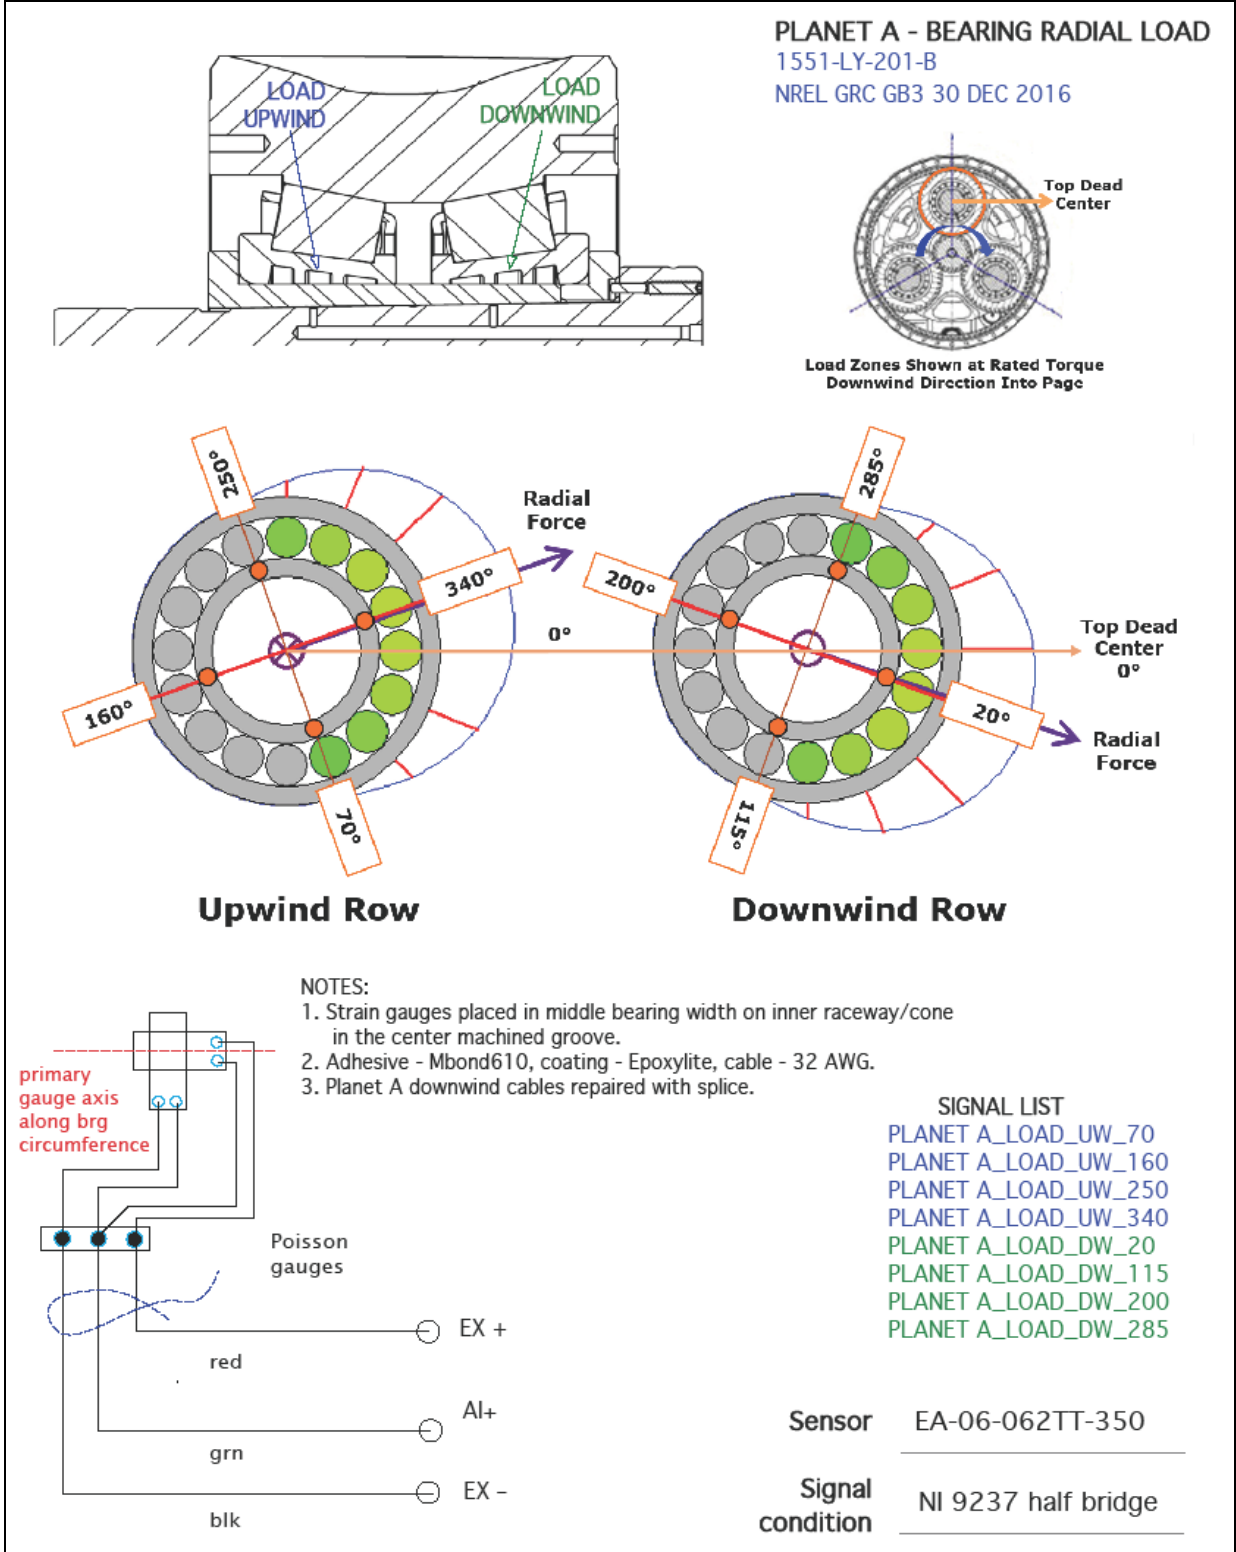 PLANET A - BEARING RADIAL LOAD
1551-LY-201-B
NREL GRC GB3 30 DEC 2016
LOAD
UPWIND
LOAD
DOWNWIND
Top Dead
Center
Load Zones Shown at Rated Torque
Downwind Direction Into Page
250°
340°
160°
70°
Radial
Force
0°
285°
200°
20°
115°
Top Dead
Center
0°
Radial
Force
Upwind Row
Downwind Row
NOTES:
1. Strain gauges placed in middle bearing width on inner raceway/cone
in the center machined groove.
2. Adhesive - Mbond610, coating - Epoxylite, cable - 32 AWG.
3. Planet A downwind cables repaired with splice.
primary
gauge axis
along brg
circumference
SIGNAL LIST
PLANET A_LOAD_UW_70
PLANET A_LOAD_UW_160
PLANET A_LOAD_UW_250
PLANET A_LOAD_UW_340
PLANET A_LOAD_DW_20
PLANET A_LOAD_DW_115
PLANET A_LOAD_DW_200
PLANET A_LOAD_DW_285
Poisson
gauges
EX +
red
AI+
grn
EX –
blk
Sensor EA-06-062TT-350
Signal
condition NI 9237 half bridge